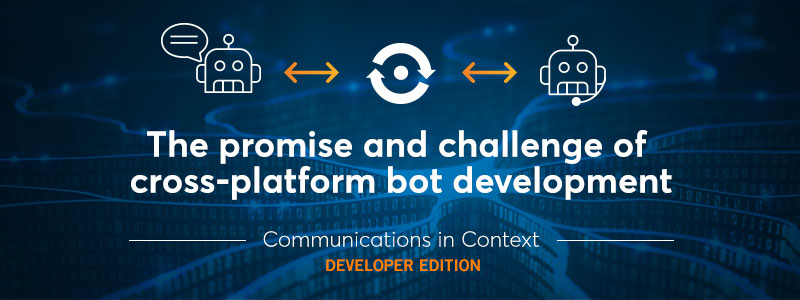 The promise and challenge of
cross-platform bot development
Communications in Context
DEVELOPER EDITION